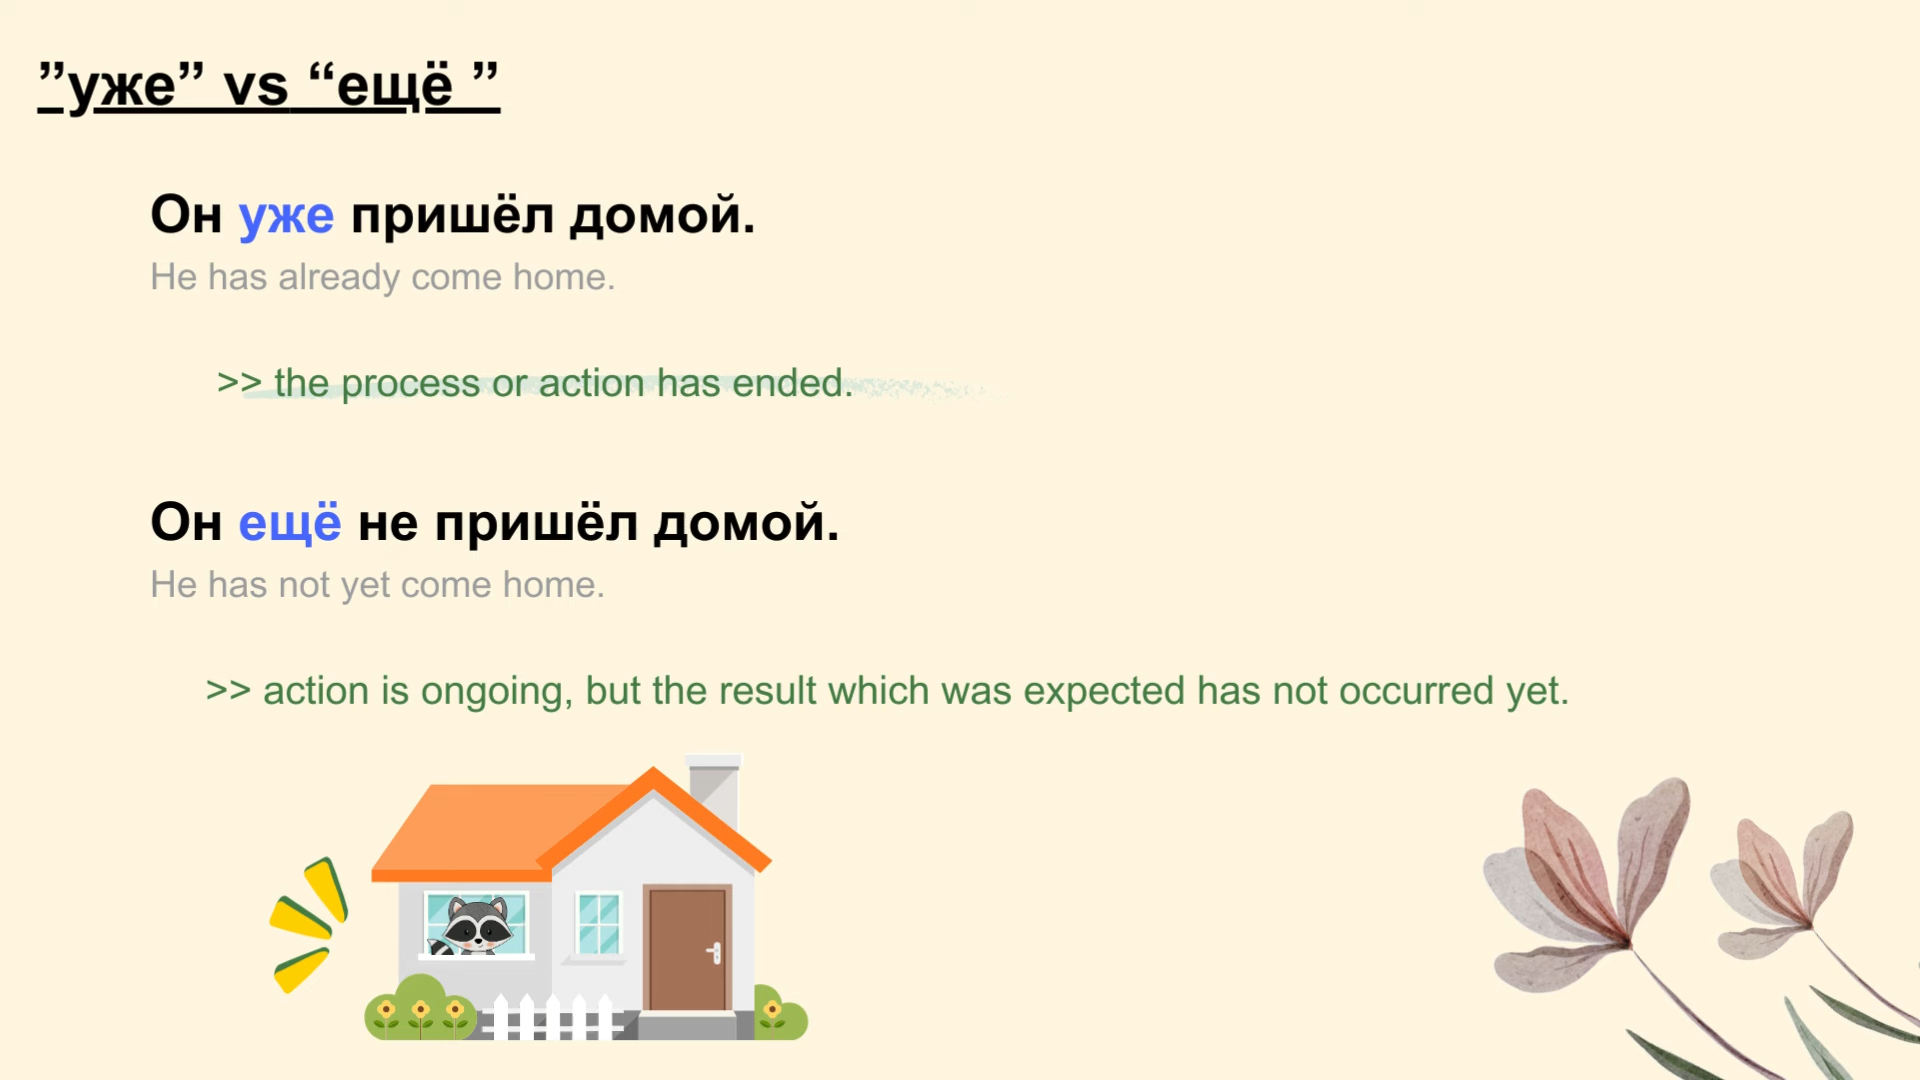 ”уже” vs “ещё ”
Он уже пришёл домой.
He has already come home.
>> the process or action has ended.
Он ещё не пришёл домой.
He has not yet come home.
>> action is ongoing, but the result which was expected has not occurred yet.